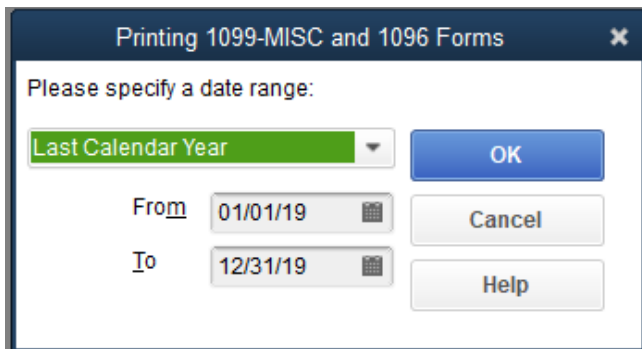 Printing 1099-MISC and 1096 Forms
Please specify a date range:
Last Calendar Year
OK
From 01/01/19
Cancel
To 12/31/19
Help